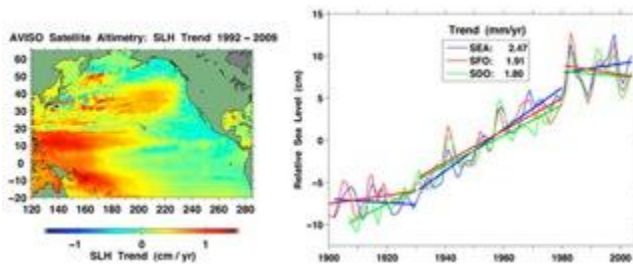 AVISO Satellite Altimetry: SLH Trend 1992 - 2009
60
50
40
30
20
10
0
-10
-20
120 140 160 180 200 220 240 260 280
-1 0 1
SLH Trend (cm / yr)
15
10
5
0
-5
-10
Relative Sea Level (cm)
Trend (mm/yr)
SEA: 2.47
SFO: 1.91
SDO: 1.80
1900 1920 1940 1960 1980 2000